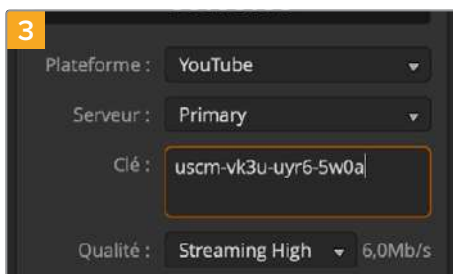 3
Plateforme : YouTube
Serveur : Primary
Clé : uscm-vk3u-uyr6-5w0a
Qualité : Streaming High 6,0Mb/s